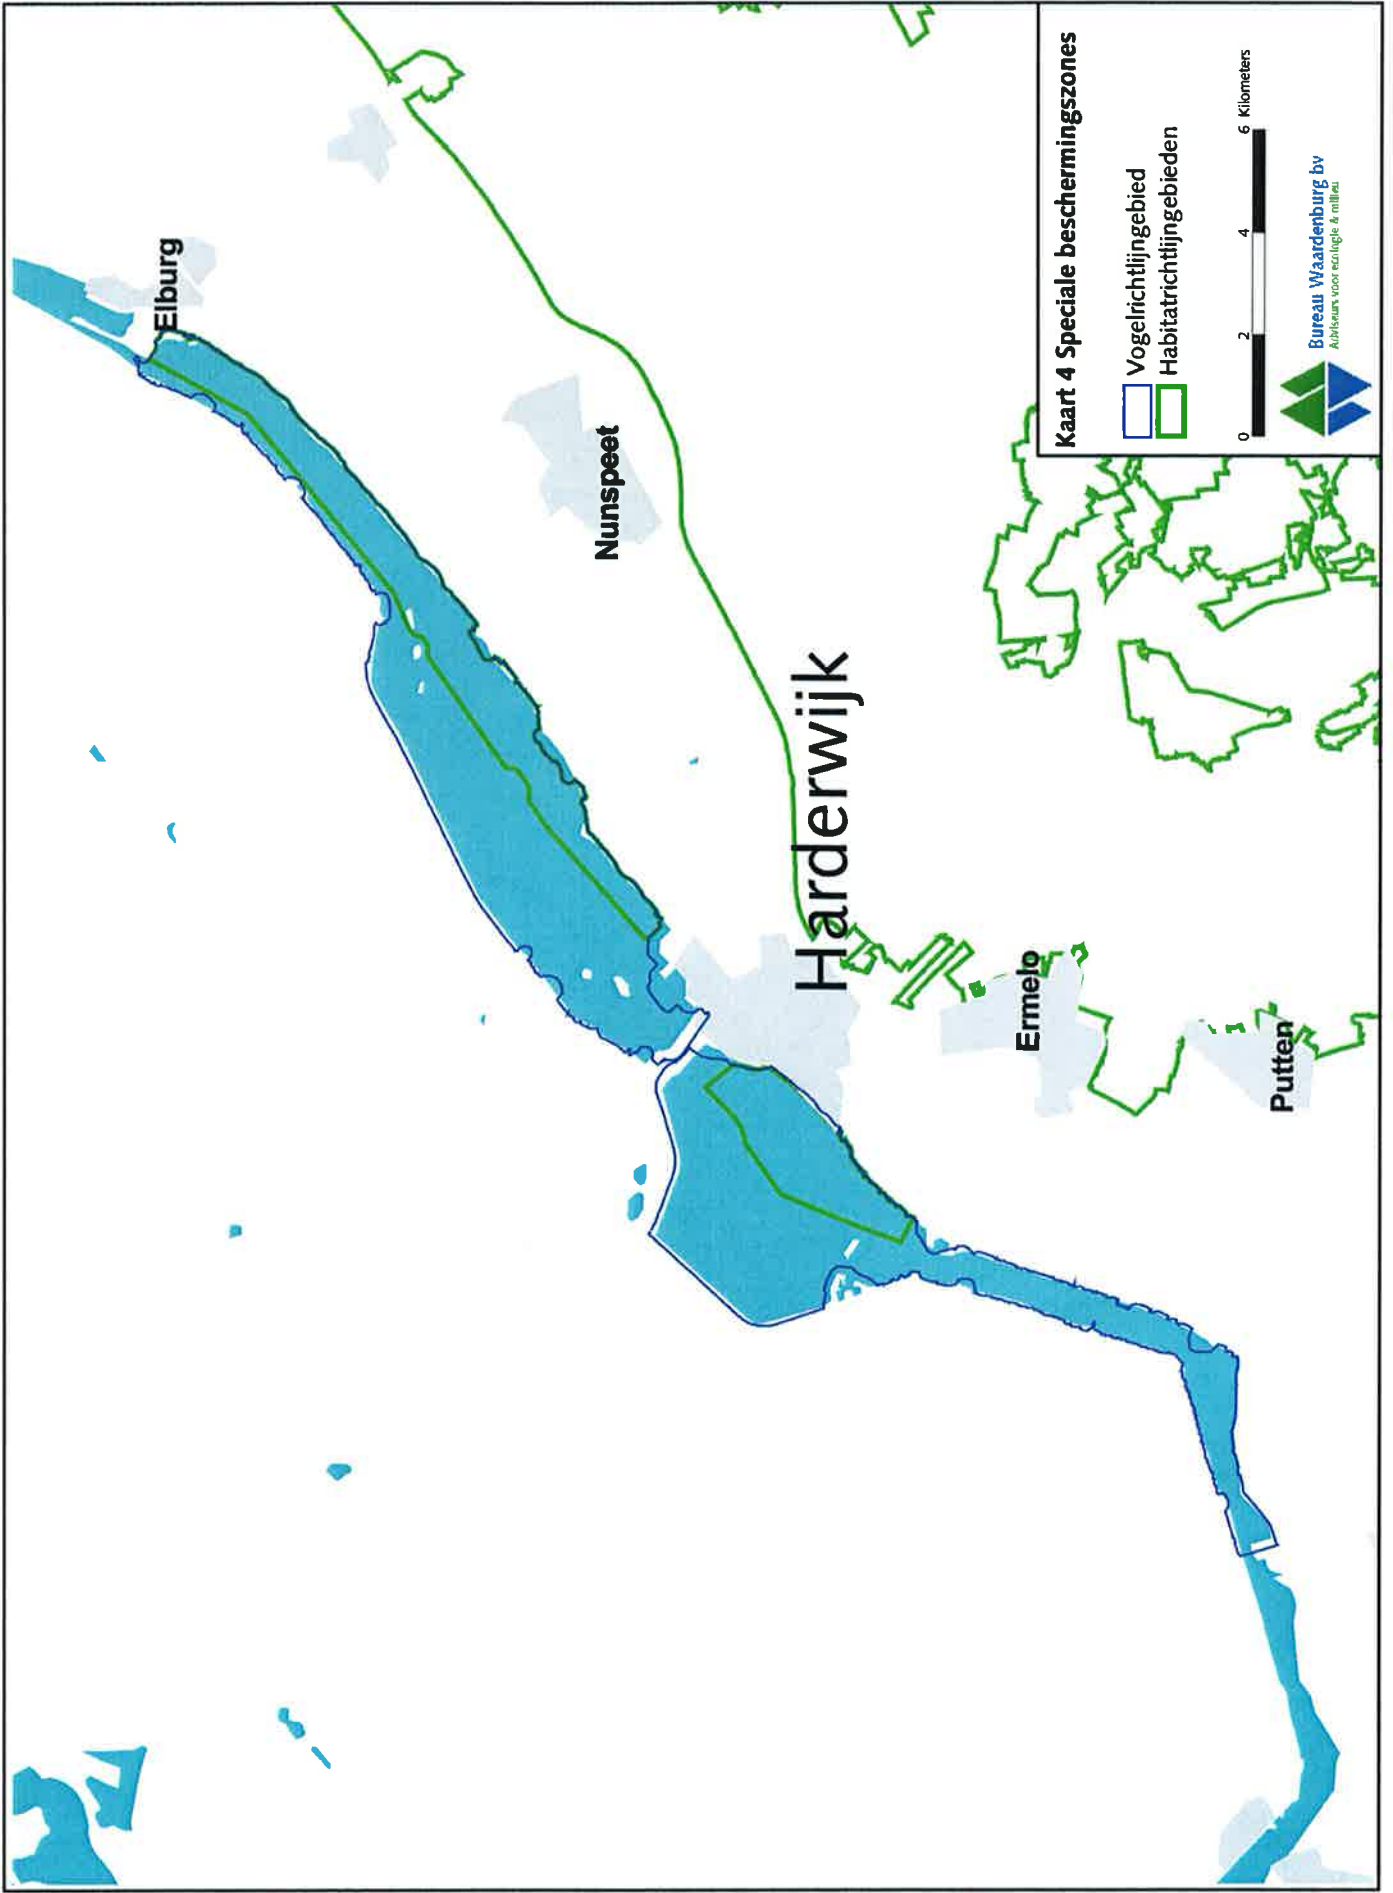 Elburg
Nunspeet
Harderwijk
Ermelo
Putten
Kaart 4 Speciale beschermingszones
Vogelrichtlijngebied
Habitatrichtlijngebieden
0 2 4 6 Kilometers
Bureau Waardenburg bv
Adviseurs voor ecologie & milieu